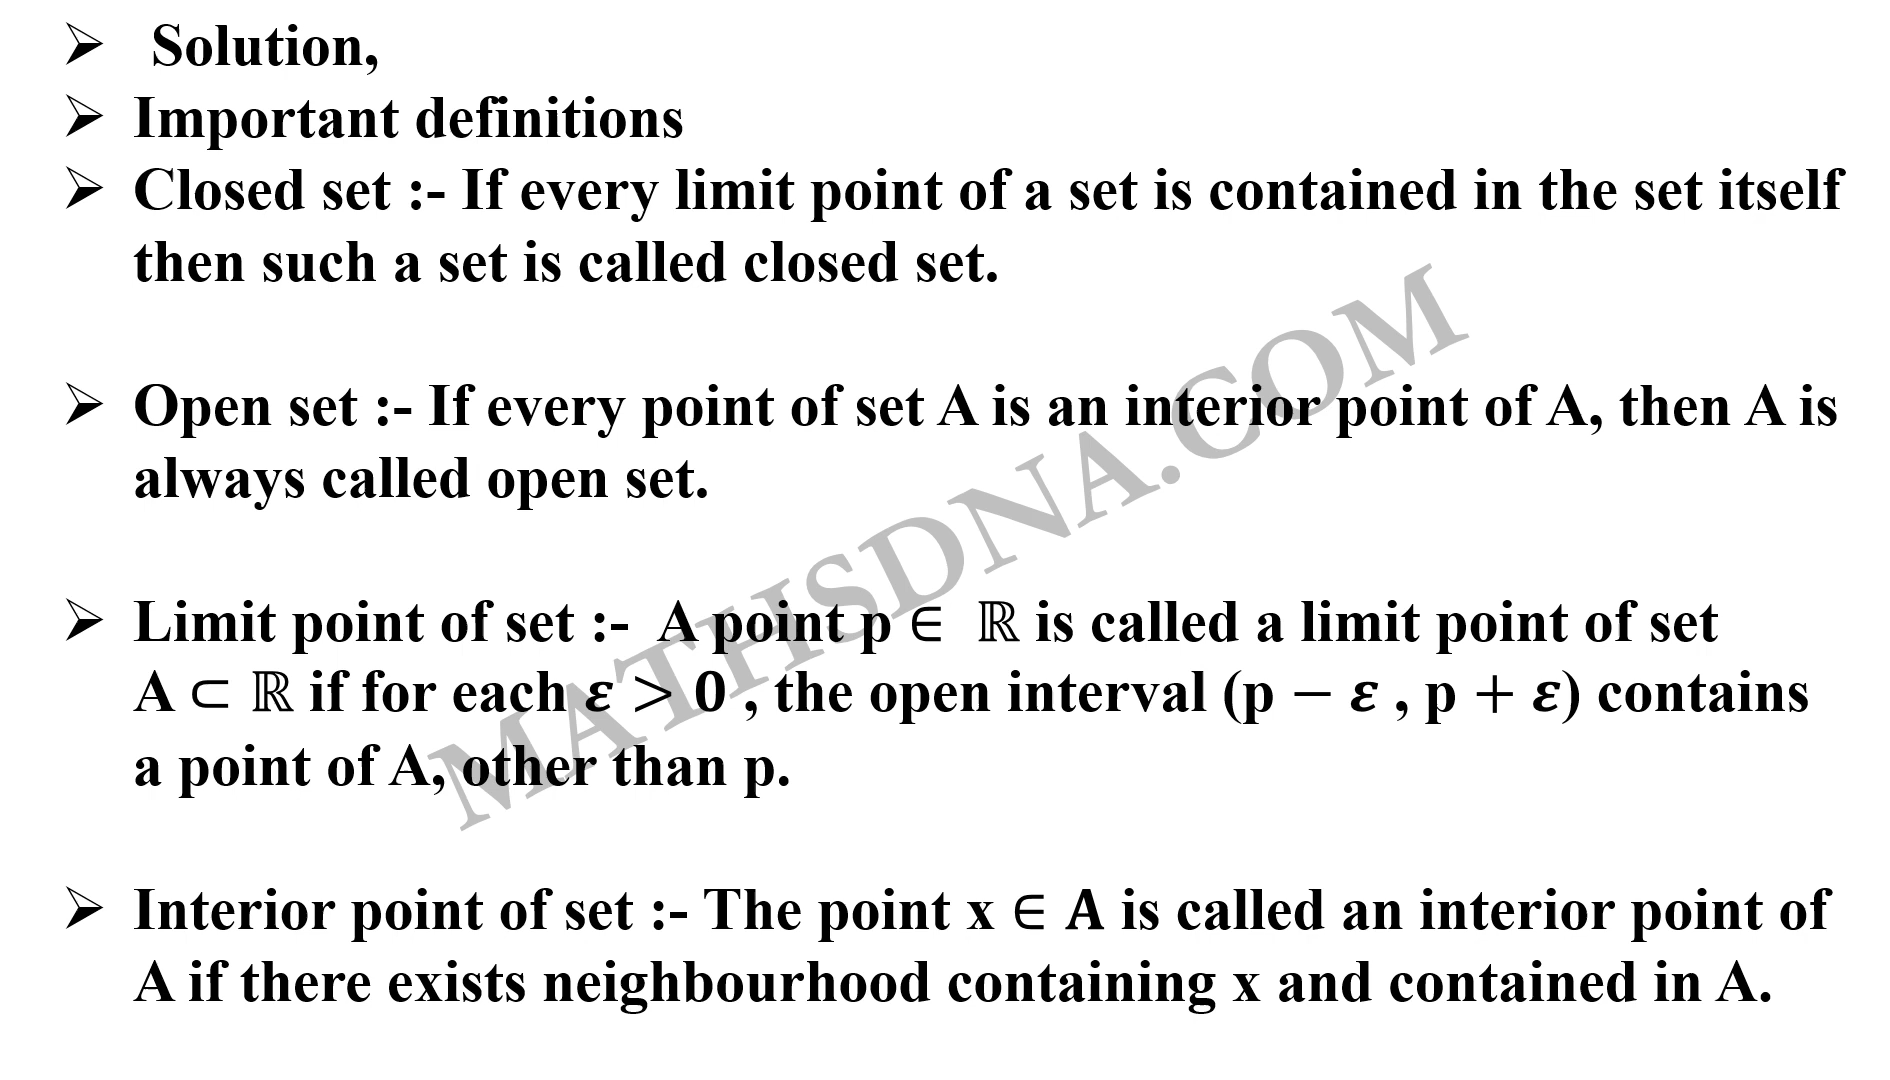 ➢ Solution,
➢ Important definitions
➢ Closed set :- If every limit point of a set is contained in the set itself
then such a set is called closed set.
➢ Open set :- If every point of set A is an interior point of A, then A is
always called open set.
➢ Limit point of set :- A point p ∈ ℝ is called a limit point of set
A ⊂ ℝ if for each 𝜺 > 0 , the open interval (p − 𝜺 , p + 𝜺) contains
a point of A, other than p.
➢ Interior point of set :- The point x ∈ A is called an interior point of
A if there exists neighbourhood containing x and contained in A.
MATHSDNA.COM